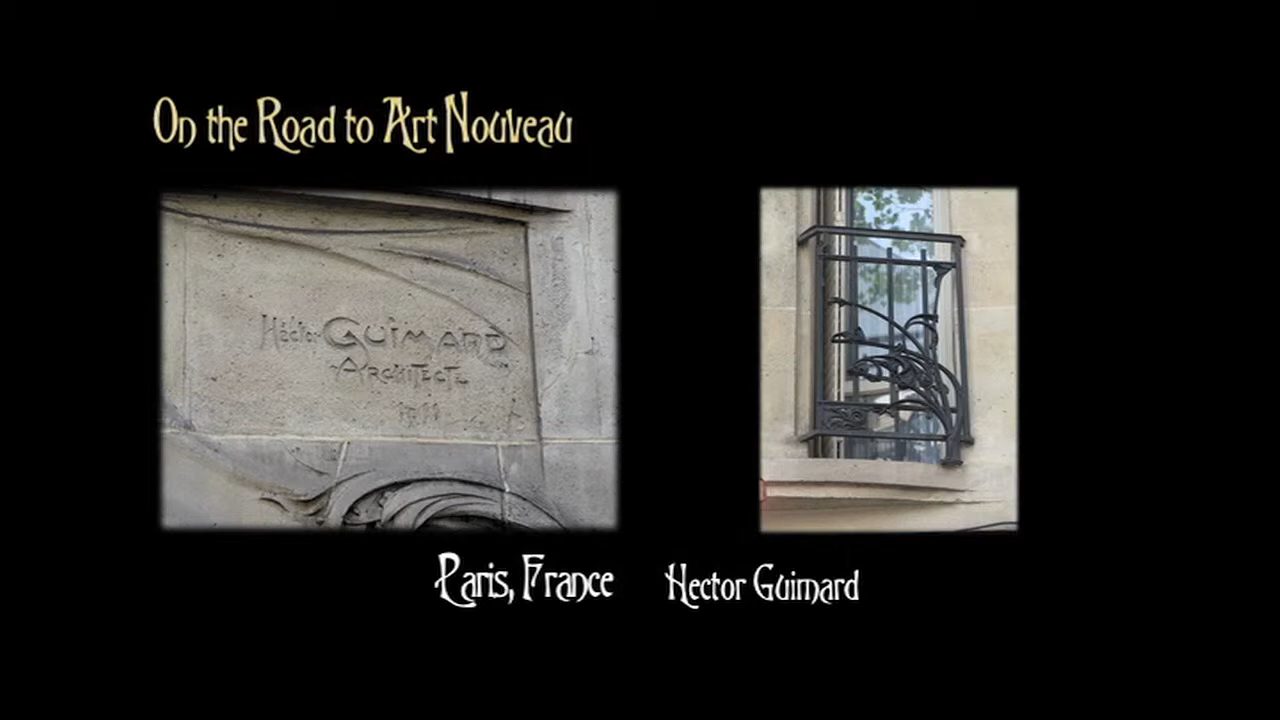 On the Road to Art Nouveau
Hector GUIMARD
ARCHITECTE
Paris, France
Hector Guimard